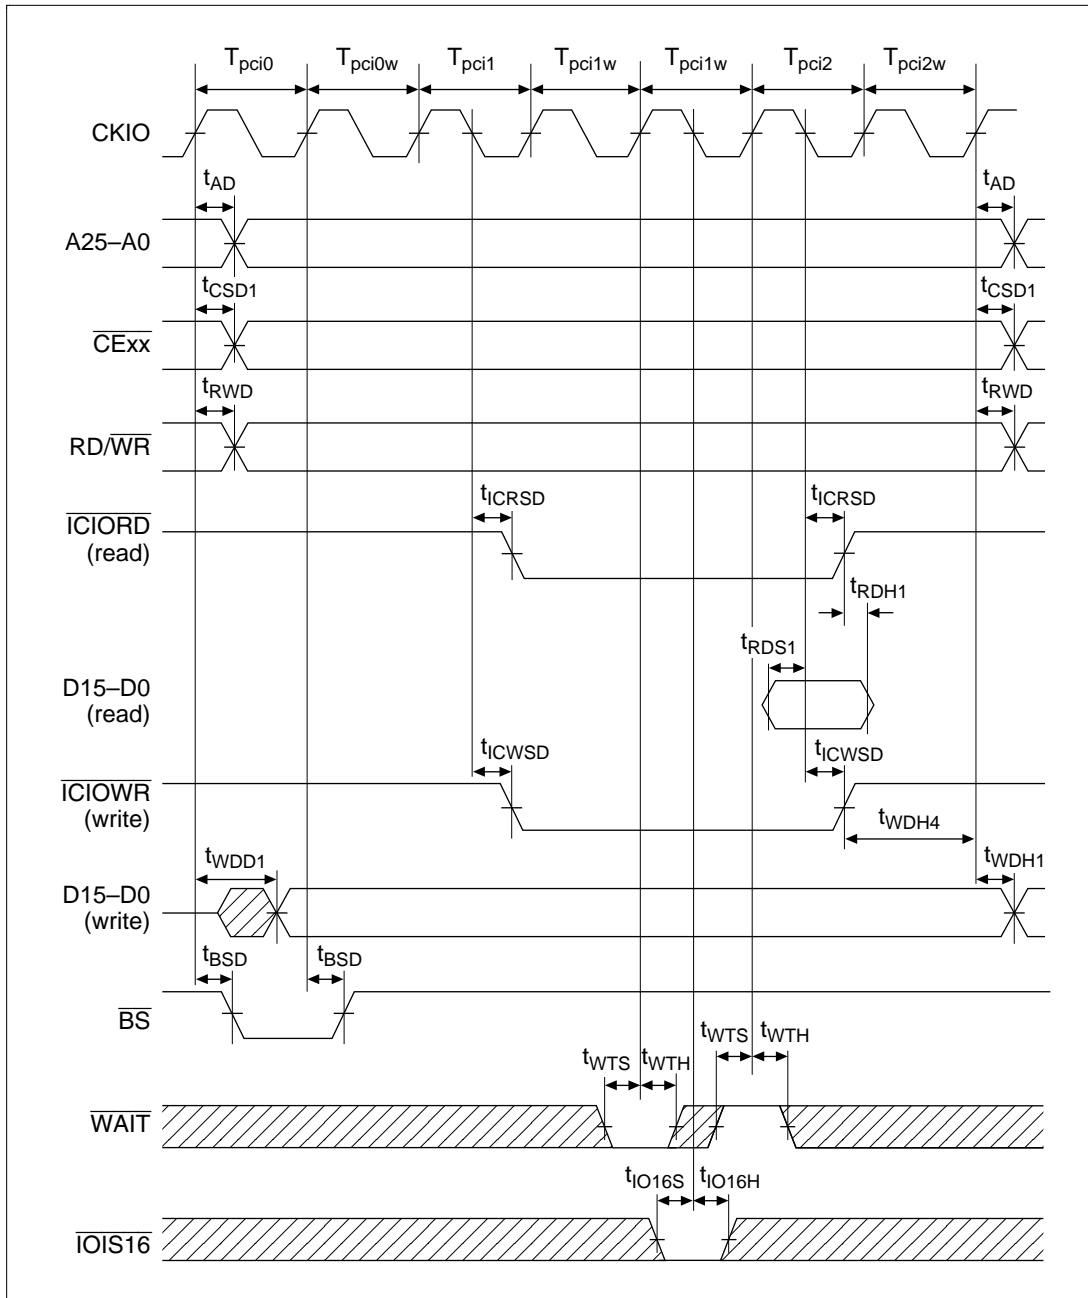 Tpci0 Tpci0w Tpci1 Tpci1w Tpci1w Tpci2 Tpci2w
CKIO
tAD tAD
A25–A0
tCSD1 tCSD1
CExx
tRWD tRWD
RD/WR
tICRSD tICRSD
ICIORD
(read)
tRDH1
tRDS1
D15–D0
(read)
tICWSD tICWSD
ICIOWR
(write)
tWDH4
tWDD1 tWDH1
D15–D0
(write)
tBSD tBSD
BS
tWTS tWTH tWTS tWTH
WAIT
tIO16S tIO16H
IOIS16